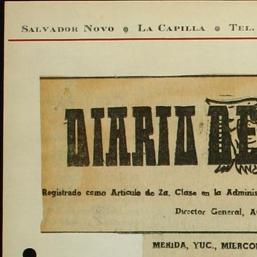 SALVADOR NOVO ● LA CAPILLA ● TEL.
DIARIO DE
Registrado como Artículo de 2a. Clase en la Adminis
Director General, A
MERIDA, YUC., MIERCO